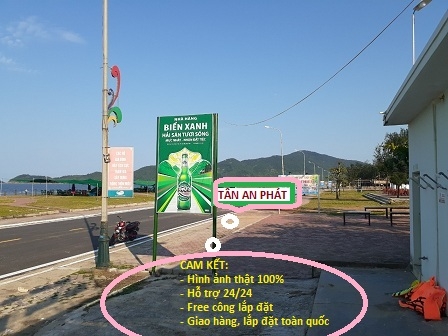 NHÀ HÀNG
BIỂN XANH
HẢI SẢN TƯƠI SỐNG
TÂN AN PHÁT
CAM KẾT:
- Hình ảnh thật 100%
- Hỗ trợ 24/24
- Free công lắp đặt
- Giao hàng, lắp đặt toàn quốc